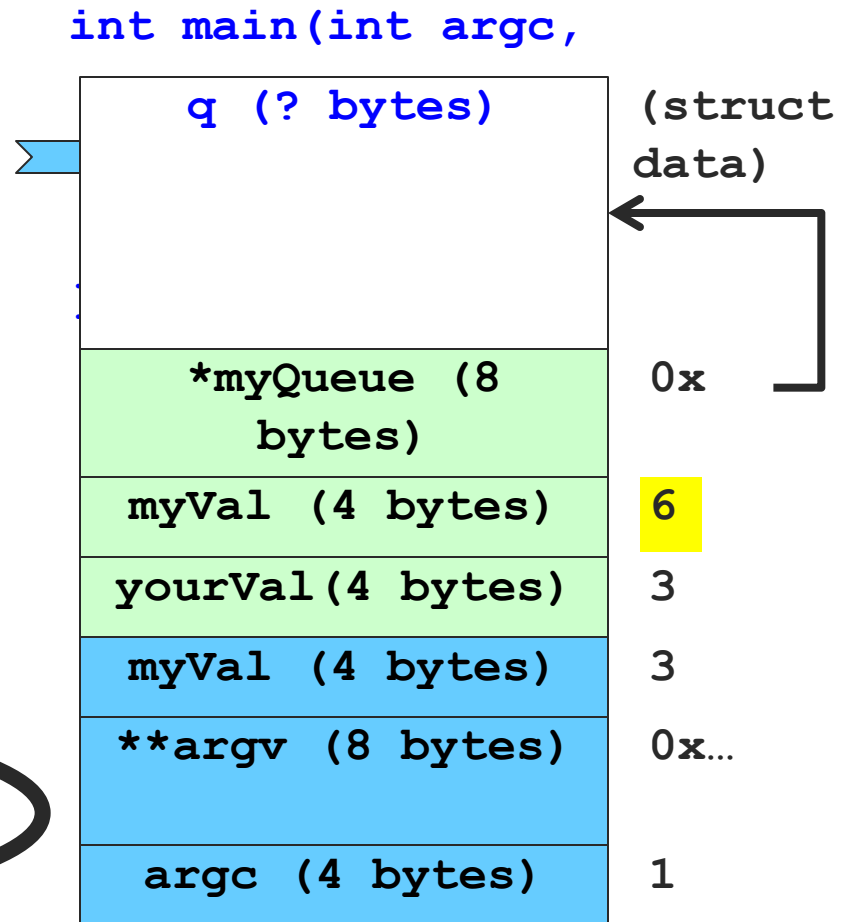 int main(int argc,
q (? bytes) (struct
data)
*myQueue (8 0x
bytes)
myVal (4 bytes) 6
yourVal(4 bytes) 3
myVal (4 bytes) 3
**argv (8 bytes) 0x…
argc (4 bytes) 1